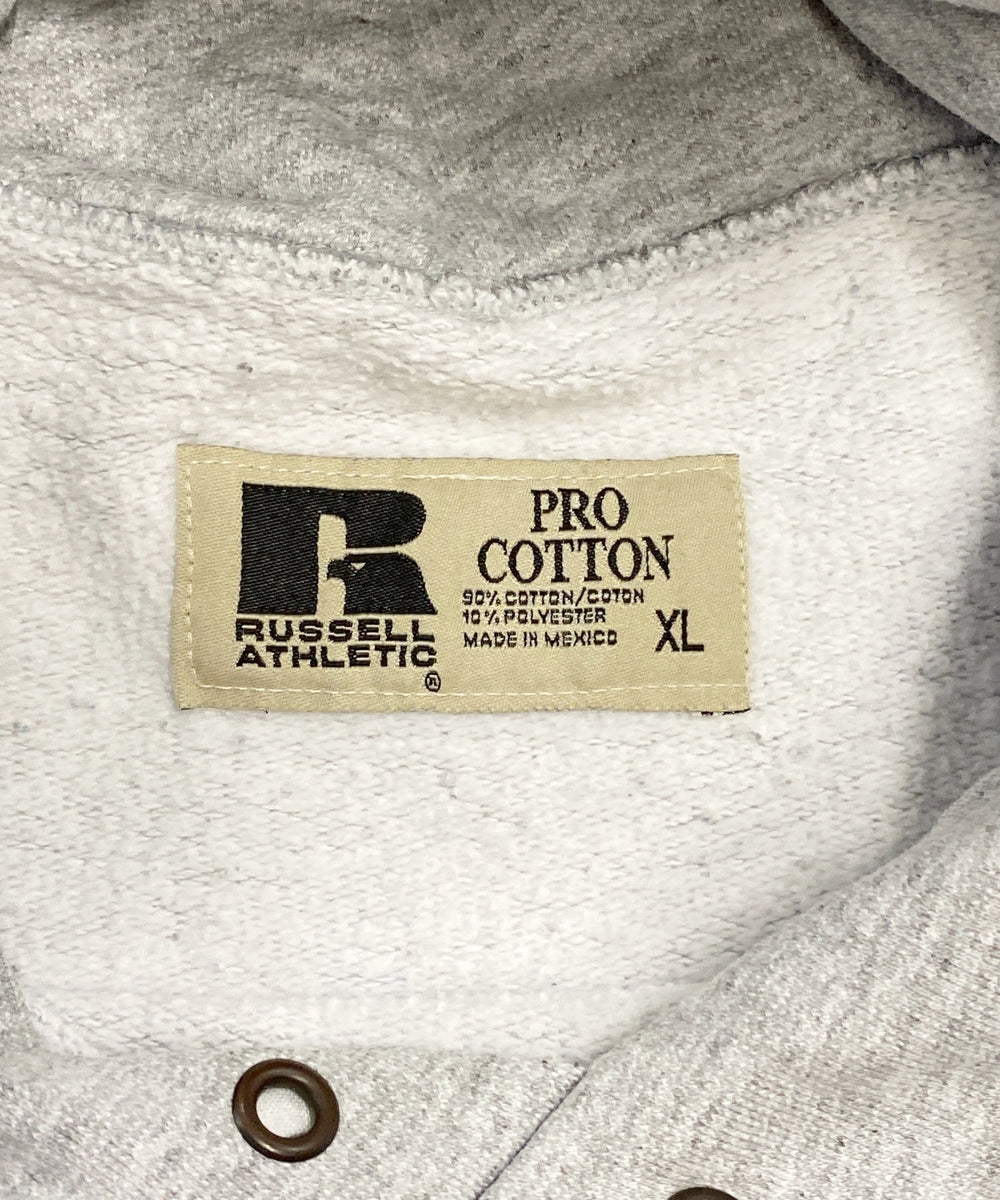 R
RUSSELL
ATHLETIC
®
PRO
COTTON
90% COTTON/COTON
10% POLYESTER
MADE IN MEXICO
XL